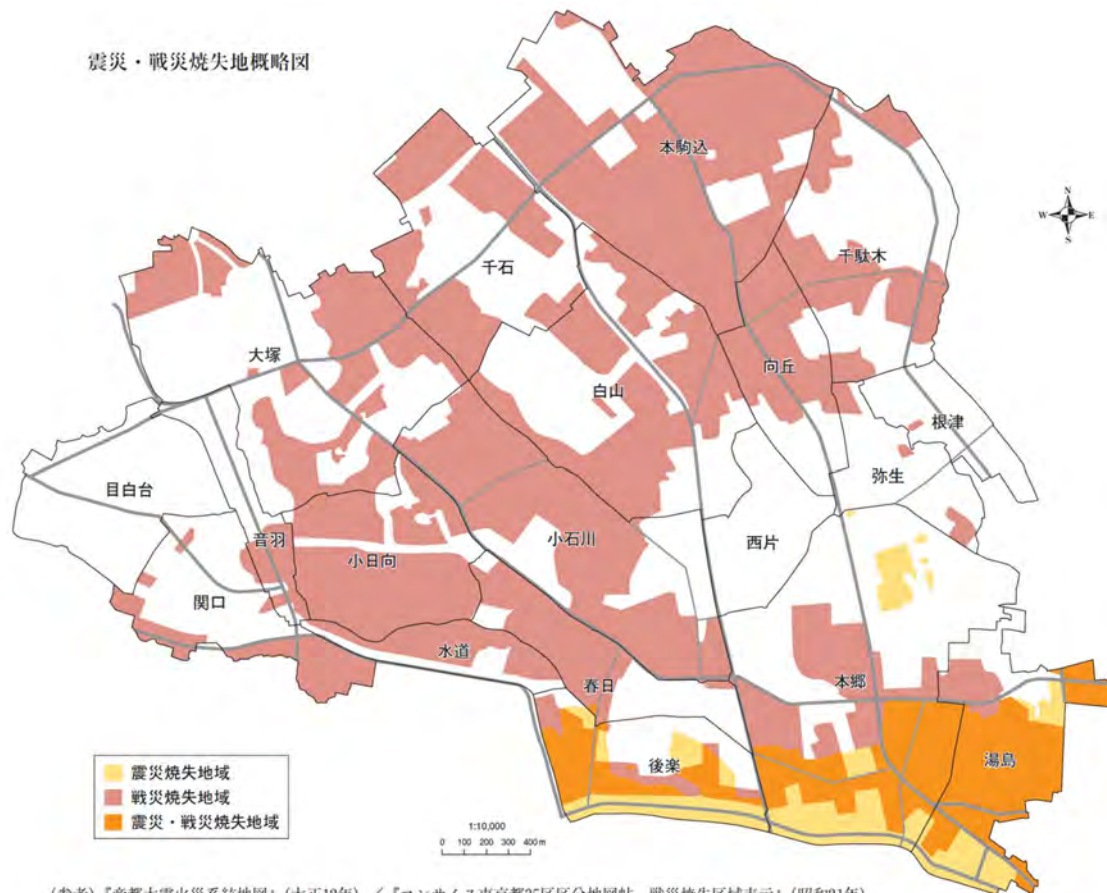 震災・戦災焼失地概略図
本駒込
N
W
E
S
千石
千駄木
大塚
白山
向丘
根津
弥生
目白台
音羽
小日向
小石川
西片
関口
水道
春日
本郷
後楽
湯島
震災焼失地域
戦災焼失地域
震災・戦災焼失地域
1:10,000
0 100 200 300 400m